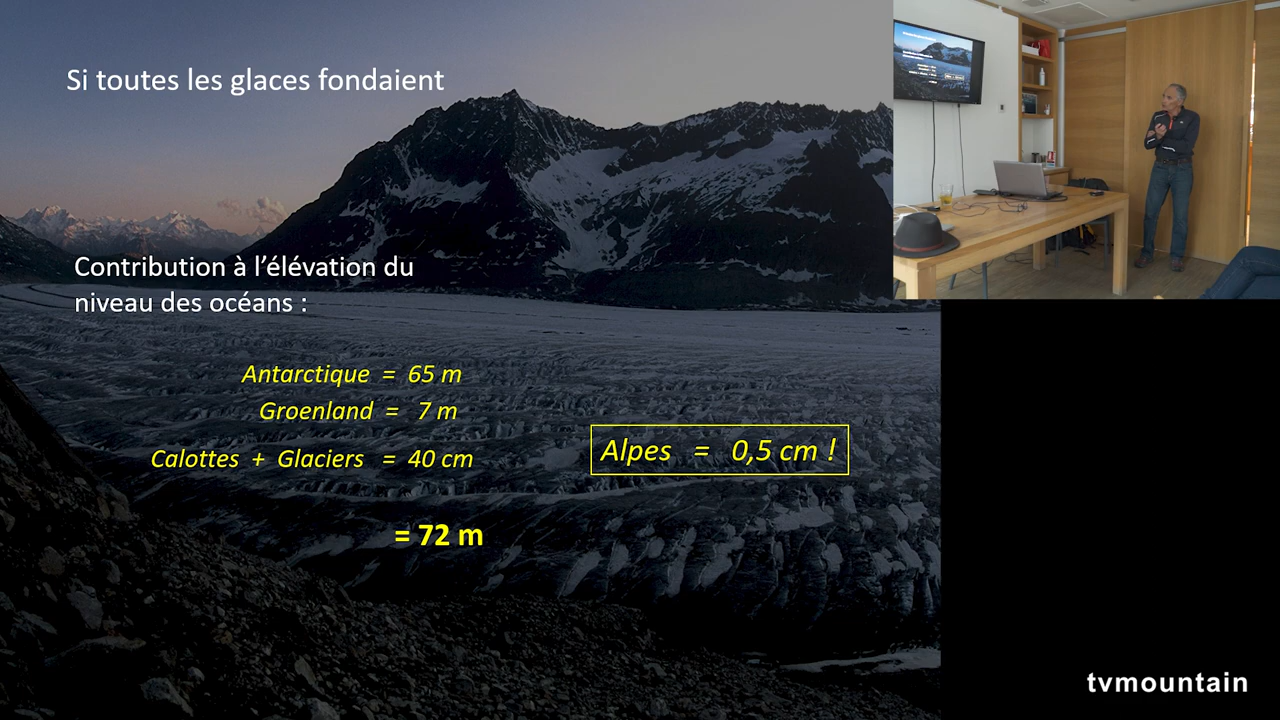 Si toutes les glaces fondaient
Contribution à l’élévation du
niveau des océans :
Antarctique = 65 m
Groenland = 7 m
Calottes + Glaciers = 40 cm
Alpes = 0,5 cm !
= 72 m
tvmountain